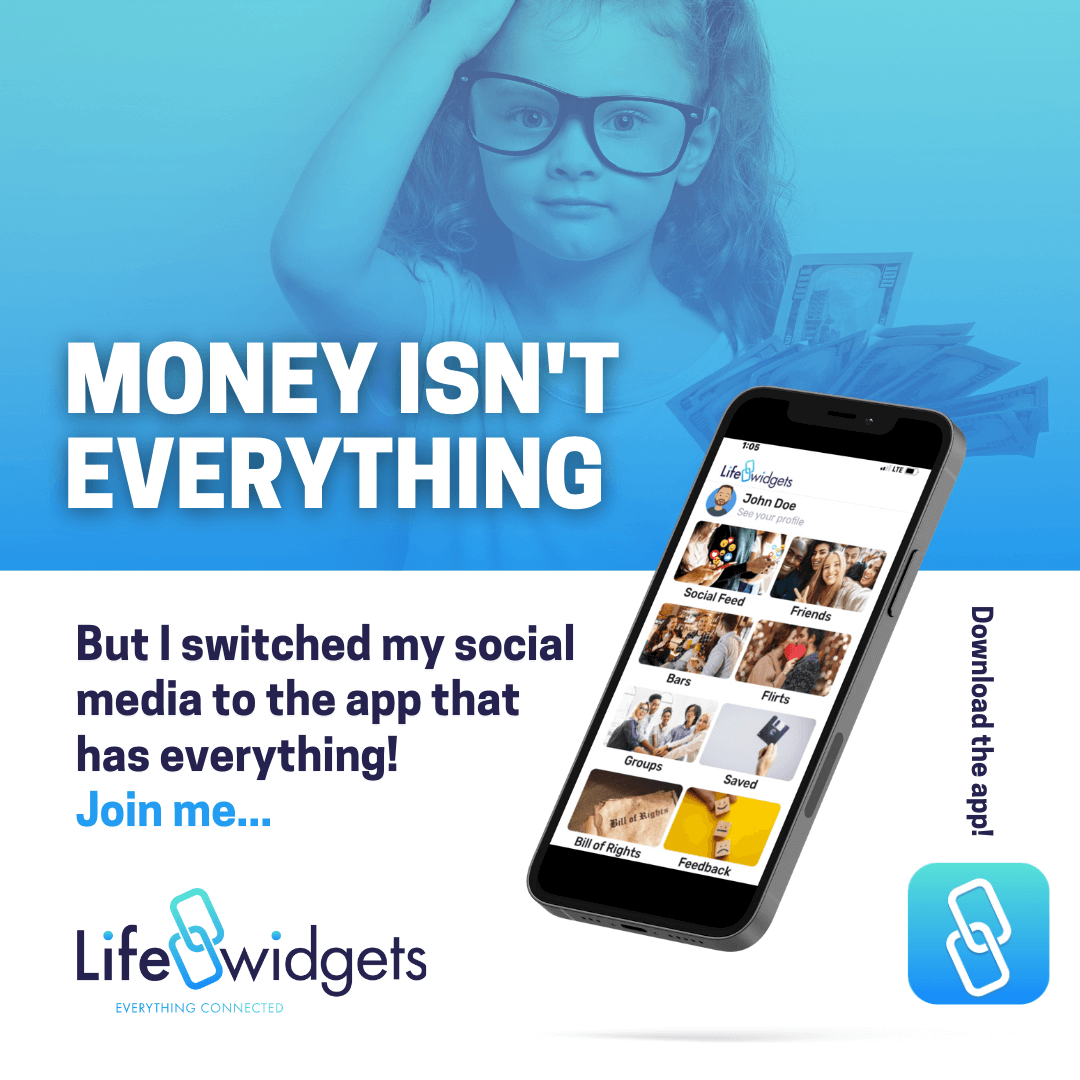 MONEY ISN'T
EVERYTHING
But I switched my social
media to the app that
has everything!
Join me...
Life widgets
EVERYTHING CONNECTED
1:05
LTE
Life widgets
John Doe
See your profile
Social Feed
Friends
Bars
Flirts
Groups
Saved
Bill of Rights
Bill of Rights
Feedback
Download the app!